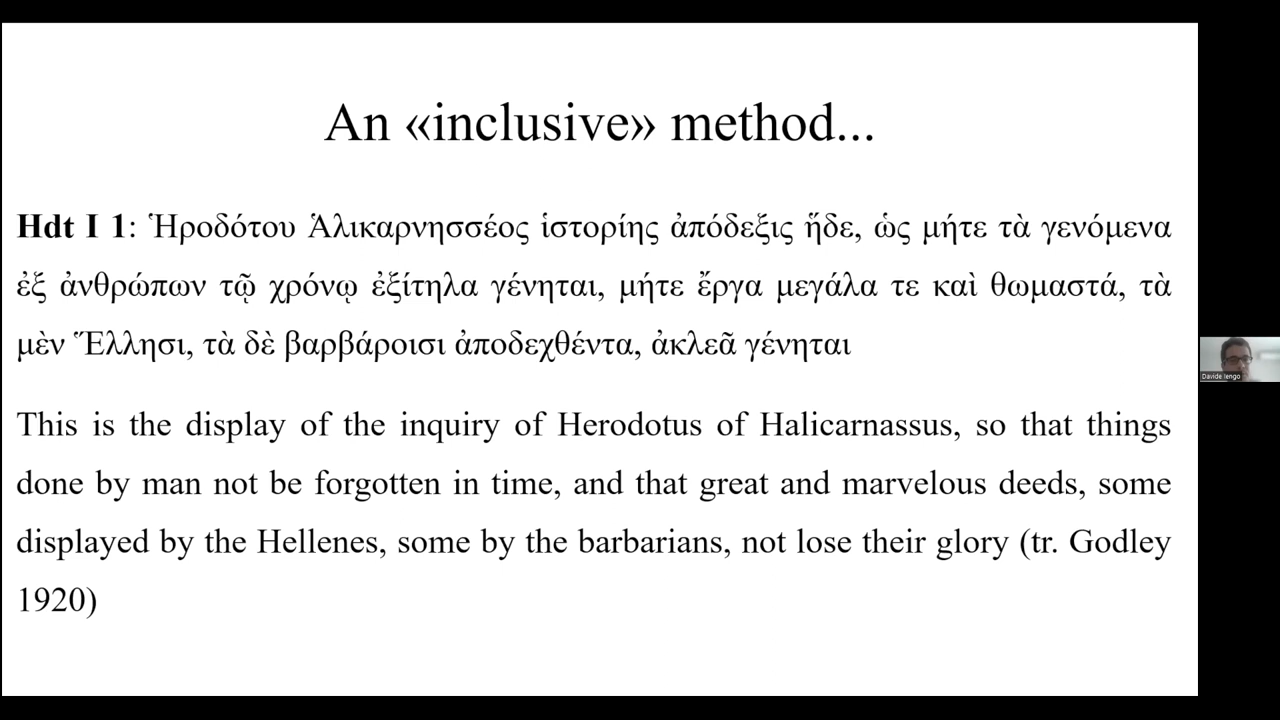 An «inclusive» method...
Hdt I 1: Ἡροδότου Ἁλικαρνησσέος ἱστορίης ἀπόδεξις ἥδε, ὡς μήτε τὰ γενόμενα
ἐξ ἀνθρώπων τῷ χρόνῳ ἐξίτηλα γένηται, μήτε ἔργα μεγάλα τε καὶ θωμαστά, τὰ
μὲν Ἕλλησι, τὰ δὲ βαρβάροισι ἀποδεχθέντα, ἀκλεᾶ γένηται
This is the display of the inquiry of Herodotus of Halicarnassus, so that things
done by man not be forgotten in time, and that great and marvelous deeds, some
displayed by the Hellenes, some by the barbarians, not lose their glory (tr. Godley
1920)
Davide Iengo